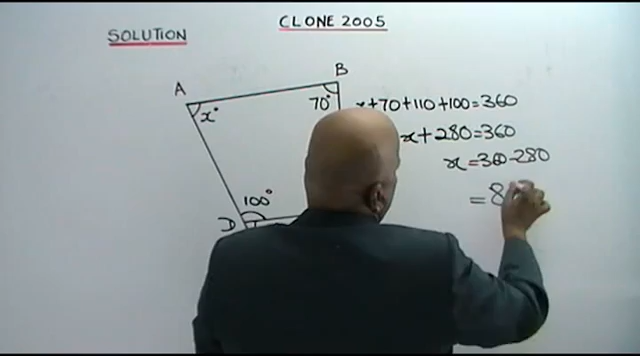 CLONE 2005
SOLUTION
A
B
x°
70°
x+70+110+100=360
x+280=360
x=360-280
=8
100°
D